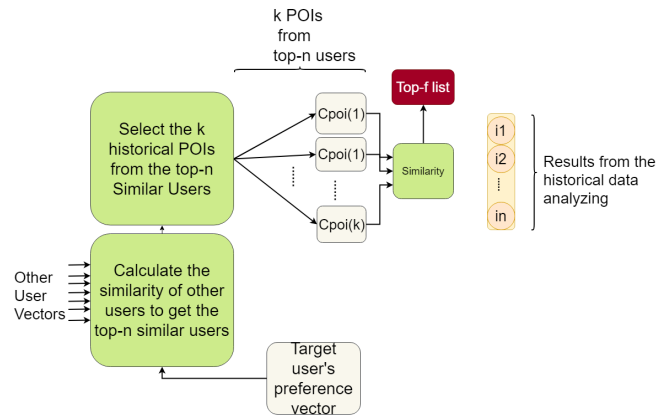 k POIs
from
top-n users
Top-f list
Select the k
historical POIs
from the top-n
Similar Users
Cpoi(1)
Cpoi(1)
Cpoi(k)
Similarity
i1
i2
in
Results from the
historical data
analyzing
Other
User
Vectors
Calculate the
similarity of other
users to get the
top-n similar users
Target
user's
preference
vector